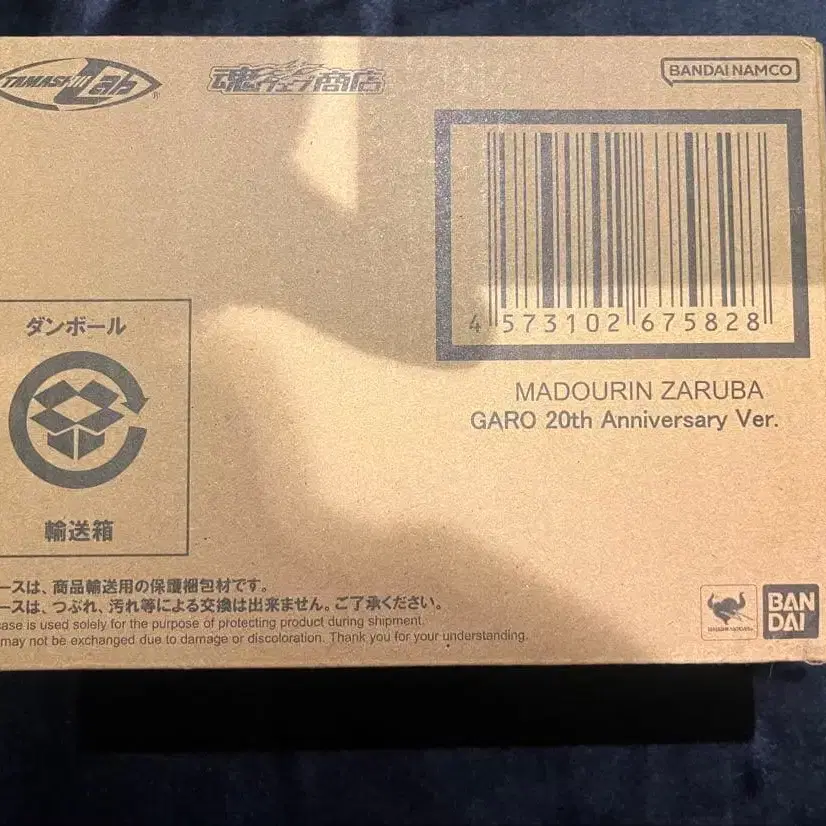 TAMASHII Lab
魂ウェブ商店
BANDAI NAMCO
4 573102 675828
MADOURIN ZARUBA
GARO 20th Anniversary Ver.
ダンボール
輸送箱
ースは、商品輸送用の保護梱包材です。
ースは、つぶれ、汚れ等による交換は出来ません。ご了承ください。
case is used solely for the purpose of protecting product during shipment.
may not be exchanged due to damage or discoloration. Thank you for your understanding.
BAN
DAI